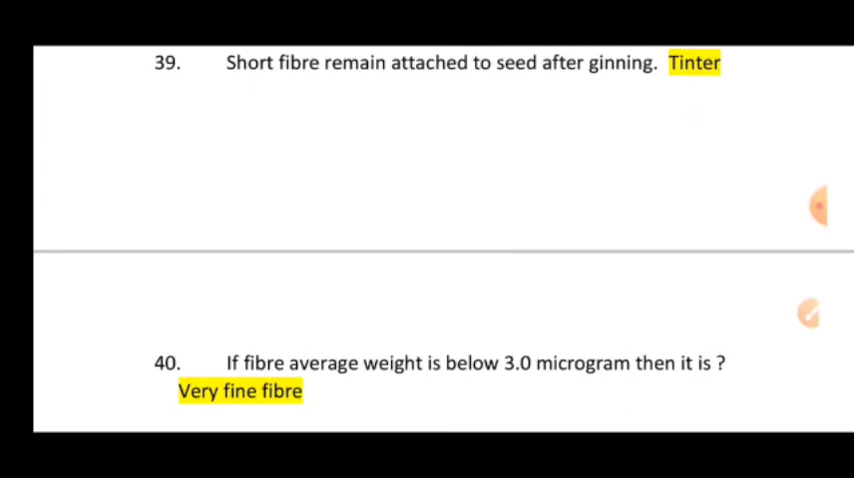 39. Short fibre remain attached to seed after ginning. Tinter
40. If fibre average weight is below 3.0 microgram then it is ?
Very fine fibre